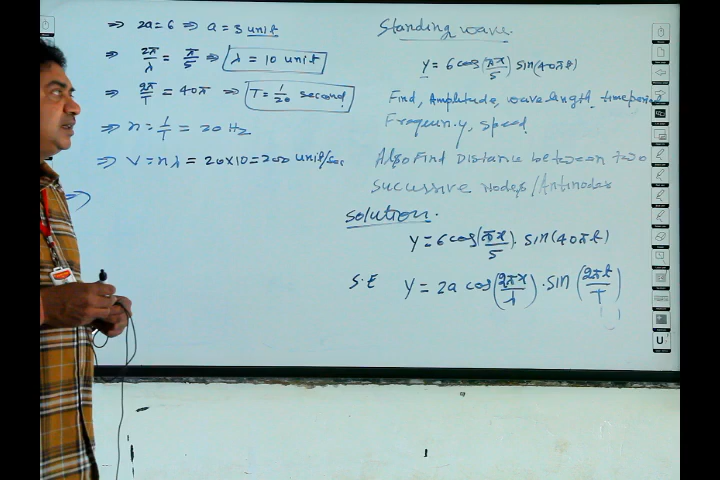 Standing wave.
Y = 6 cos(πx/5) sin(40πt)
Find, Amplitude, wavelength, time period
Frequency, speed
Also Find Distance between two
Sucussive Nodes/Antinodes
Solution.
Y = 6 cos(πx/5) . sin(40πt)
S.E Y = 2a cos(2πx/λ) . sin(2πt/T)
⇒ 2a = 6 ⇒ a = 3 unit
⇒ 2π/λ = π/5 ⇒ λ = 10 unit
⇒ 2π/T = 40π ⇒ T = 1/20 second
⇒ n = 1/T = 20 Hz
⇒ V = nλ = 20×10 = 200 unit/sec
⇒